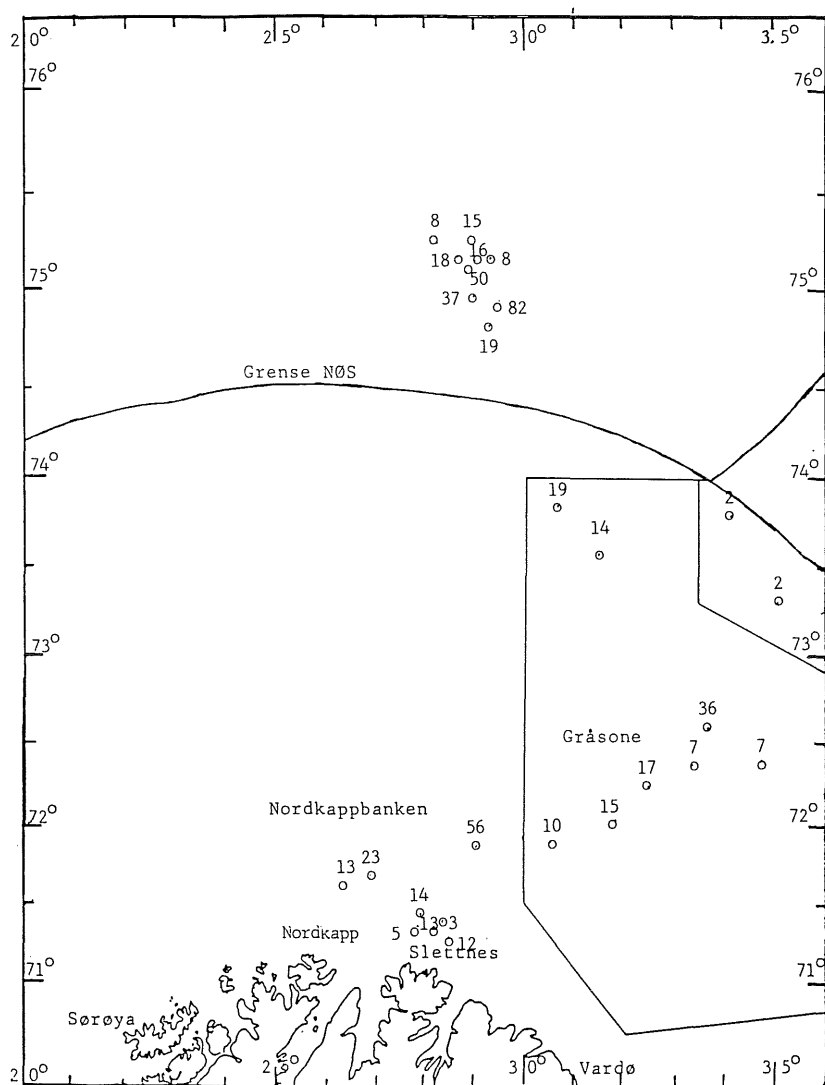 20° 25° 30° 35°
76° 76°
8 15
16
18 8
75° 50 75°
37 82
19
Grense NØS
74° 74°
19 2
14
2
73° 73°
36
Gråsone 7 7
17
Nordkappbanken
72° 56 10 15 72°
13 23
14
13 3
Nordkapp 5
12
Slettnes
71° 71°
Sørøya
20° 25° 30° Vardø 35°